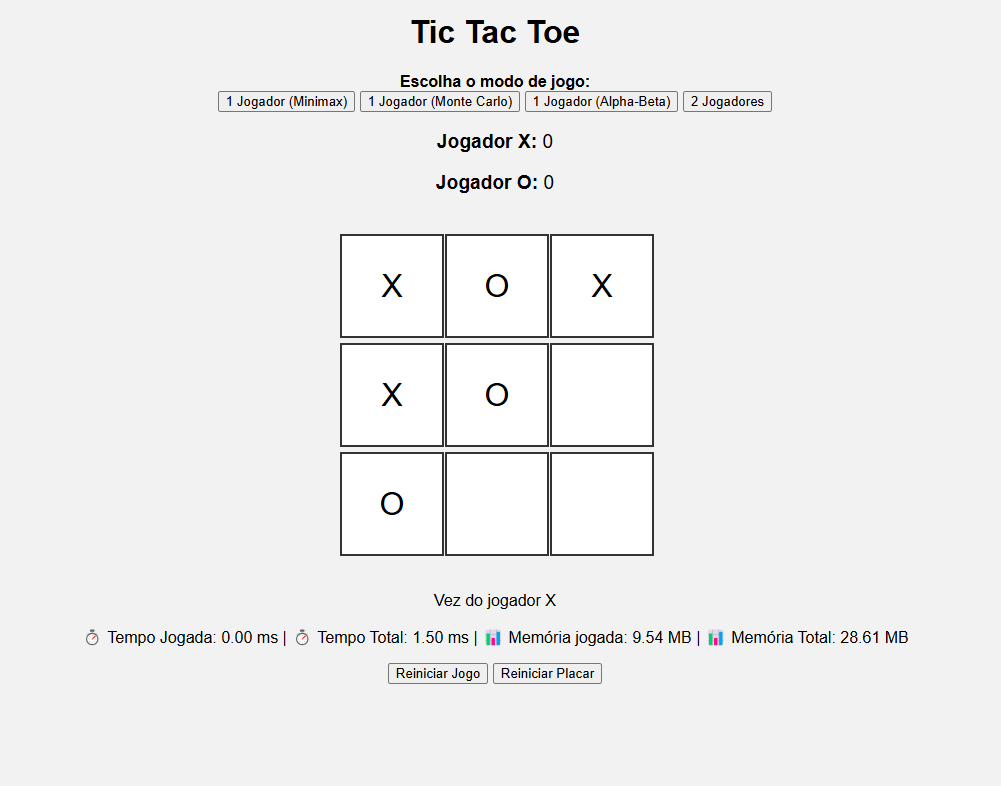 Tic Tac Toe
Escolha o modo de jogo:
1 Jogador (Minimax) 1 Jogador (Monte Carlo) 1 Jogador (Alpha-Beta) 2 Jogadores
Jogador X: 0
Jogador O: 0
X O X
X O
O
Vez do jogador X
Tempo Jogada: 0.00 ms | Tempo Total: 1.50 ms | Memória jogada: 9.54 MB | Memória Total: 28.61 MB
Reiniciar Jogo Reiniciar Placar